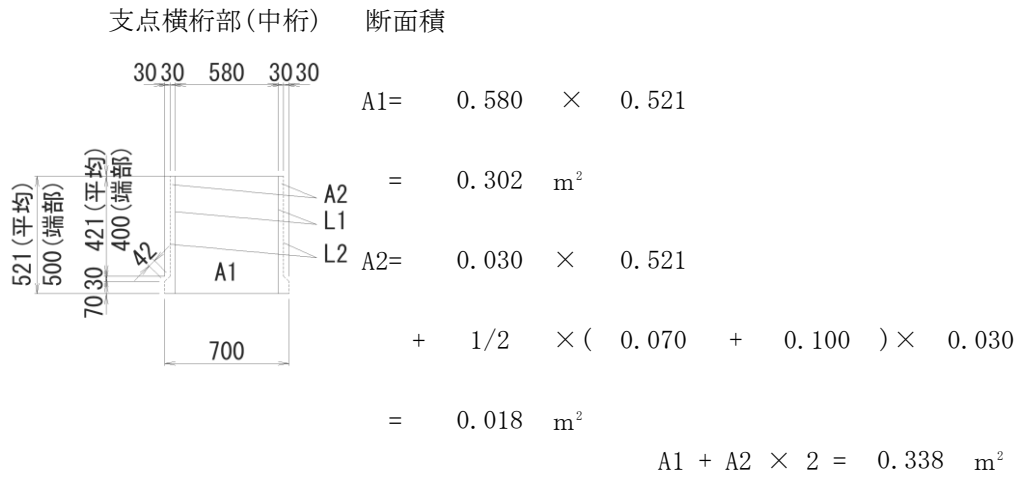 支点横桁部(中桁) 断面積
30 30 580 30 30
A1= 0.580 × 0.521
= 0.302 m²
A2= 0.030 × 0.521
+ 1/2 ×( 0.070 + 0.100 )× 0.030
= 0.018 m²
A1 + A2 × 2 = 0.338 m²
521(平均)
500(端部)
421(平均)
400(端部)
70 30
42
A2
L1
L2
A1
700